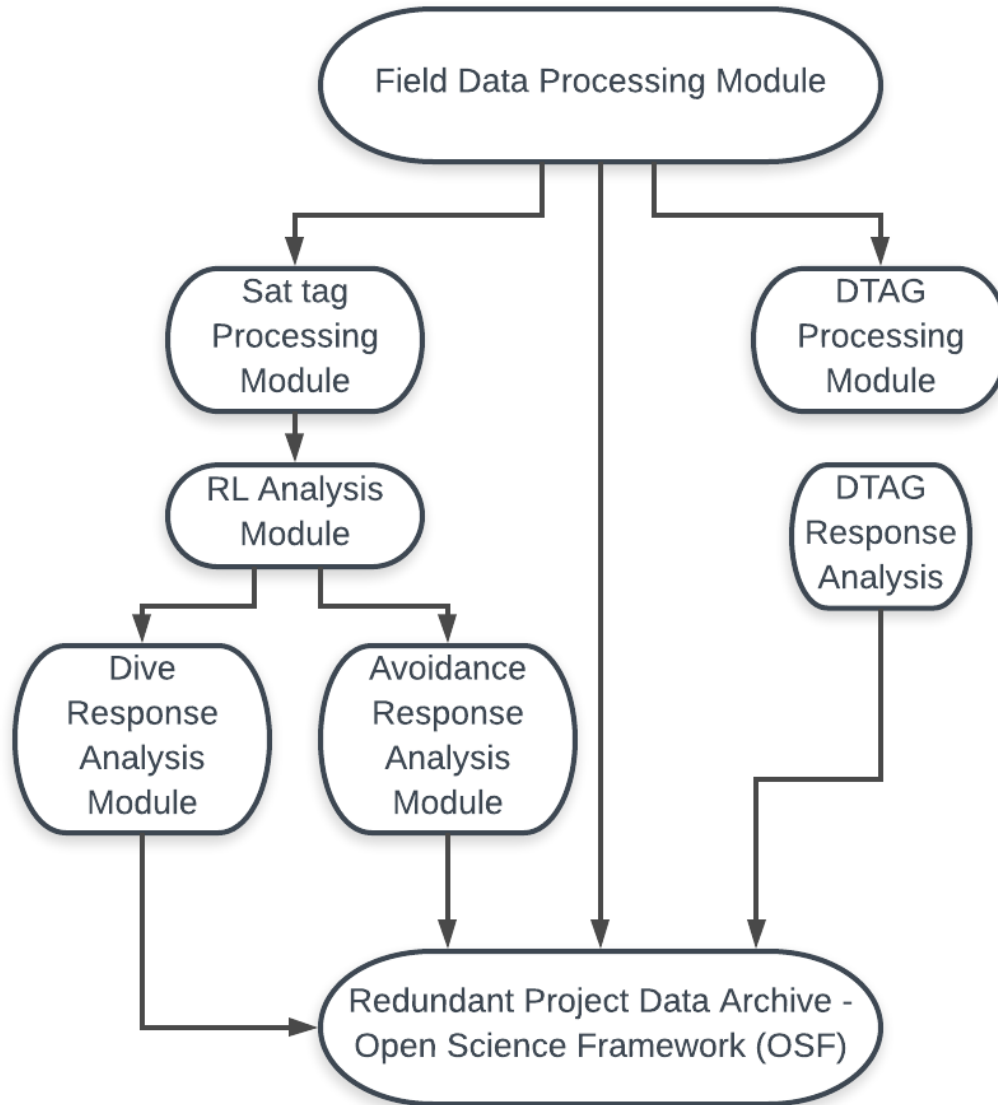 Field Data Processing Module
Sat tag
Processing
Module
DTAG
Processing
Module
RL Analysis
Module
DTAG
Response
Analysis
Dive
Response
Analysis
Module
Avoidance
Response
Analysis
Module
Redundant Project Data Archive -
Open Science Framework (OSF)